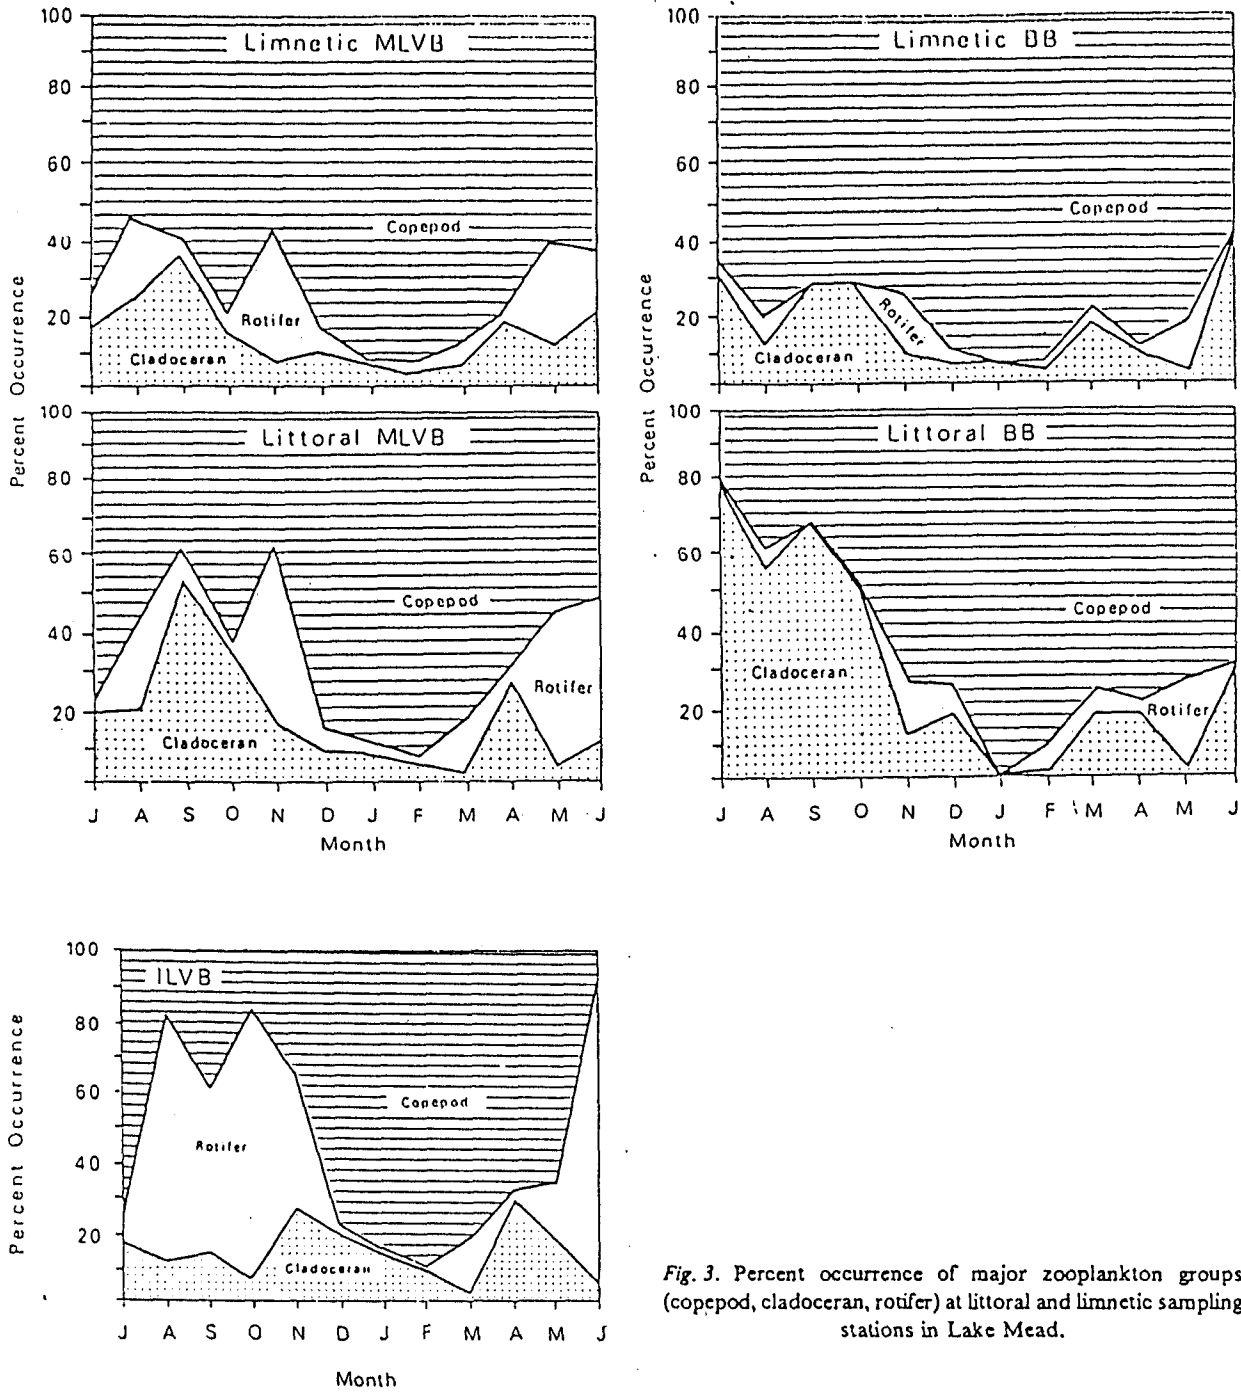 100
80
60
40
20
Percent Occurrence
Limnetic MLVB
Copepod
Rotifer
Cladoceran
100
80
60
40
20
Percent Occurrence
Limnetic BB
Copepod
Rotifer
Cladoceran
100
80
60
40
20
Littoral MLVB
Copepod
Rotifer
Cladoceran
J A S O N D J F M A M J
Month
100
80
60
40
20
Littoral BB
Copepod
Cladoceran
Rotifer
J A S O N D J F M A M J
Month
100
80
60
40
20
Percent Occurrence
ILVB
Copepod
Rotifer
Cladoceran
J A S O N D J F M A M J
Month
Fig. 3. Percent occurrence of major zooplankton groups
(copepod, cladoceran, rotifer) at littoral and limnetic sampling
stations in Lake Mead.